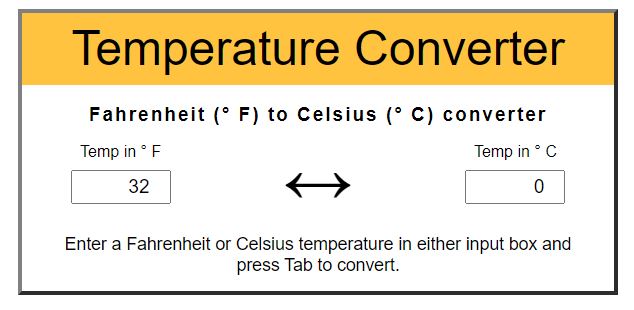 Temperature Converter
Fahrenheit (° F) to Celsius (° C) converter
Temp in ° F
Temp in ° C
32
0
Enter a Fahrenheit or Celsius temperature in either input box and
press Tab to convert.